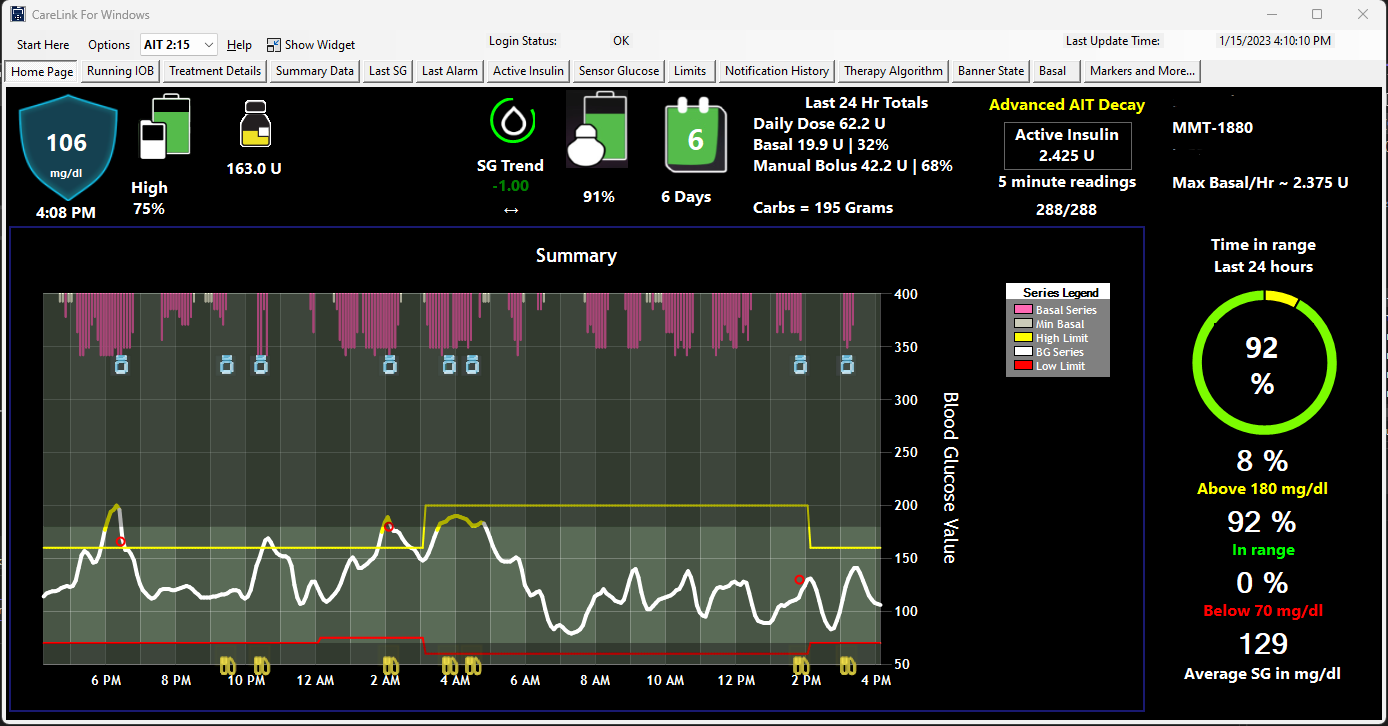 CareLink For Windows
Start Here Options AIT 2:15 Help Show Widget Login Status: OK Last Update Time: 1/15/2023 4:10:10 PM
Home Page Running IOB Treatment Details Summary Data Last SG Last Alarm Active Insulin Sensor Glucose Limits Notification History Therapy Algorithm Banner State Basal Markers and More...
106
mg/dl
4:08 PM
High
75%
163.0 U
SG Trend
-1.00
↔
91%
6
6 Days
Last 24 Hr Totals
Daily Dose 62.2 U
Basal 19.9 U | 32%
Manual Bolus 42.2 U | 68%
Carbs = 195 Grams
Advanced AIT Decay
Active Insulin
2.425 U
5 minute readings
288/288
MMT-1880
Max Basal/Hr ~ 2.375 U
Summary
400
350
300
250
200
150
100
50
Blood Glucose Value
6 PM 8 PM 10 PM 12 AM 2 AM 4 AM 6 AM 8 AM 10 AM 12 PM 2 PM 4 PM
Series Legend
Basal Series
Min Basal
High Limit
BG Series
Low Limit
Time in range
Last 24 hours
92
%
8 %
Above 180 mg/dl
92 %
In range
0 %
Below 70 mg/dl
129
Average SG in mg/dl